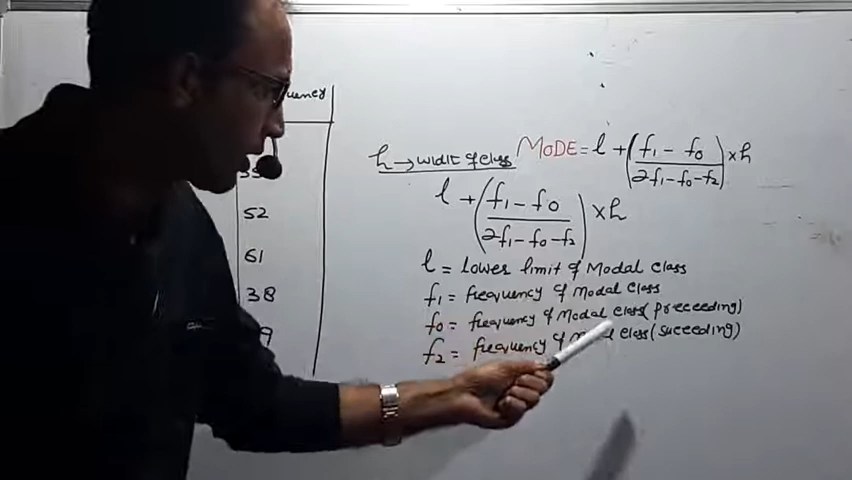 h → width of class MODE = l + (f₁ - f₀ / 2f₁ - f₀ - f₂) × h
l + (f₁ - f₀ / 2f₁ - f₀ - f₂) × h
l = lower limit of Modal class
f₁ = frequency of Modal class
f₀ = frequency of Modal class (preceeding)
f₂ = frequency of class (succeeding)
52
61
38